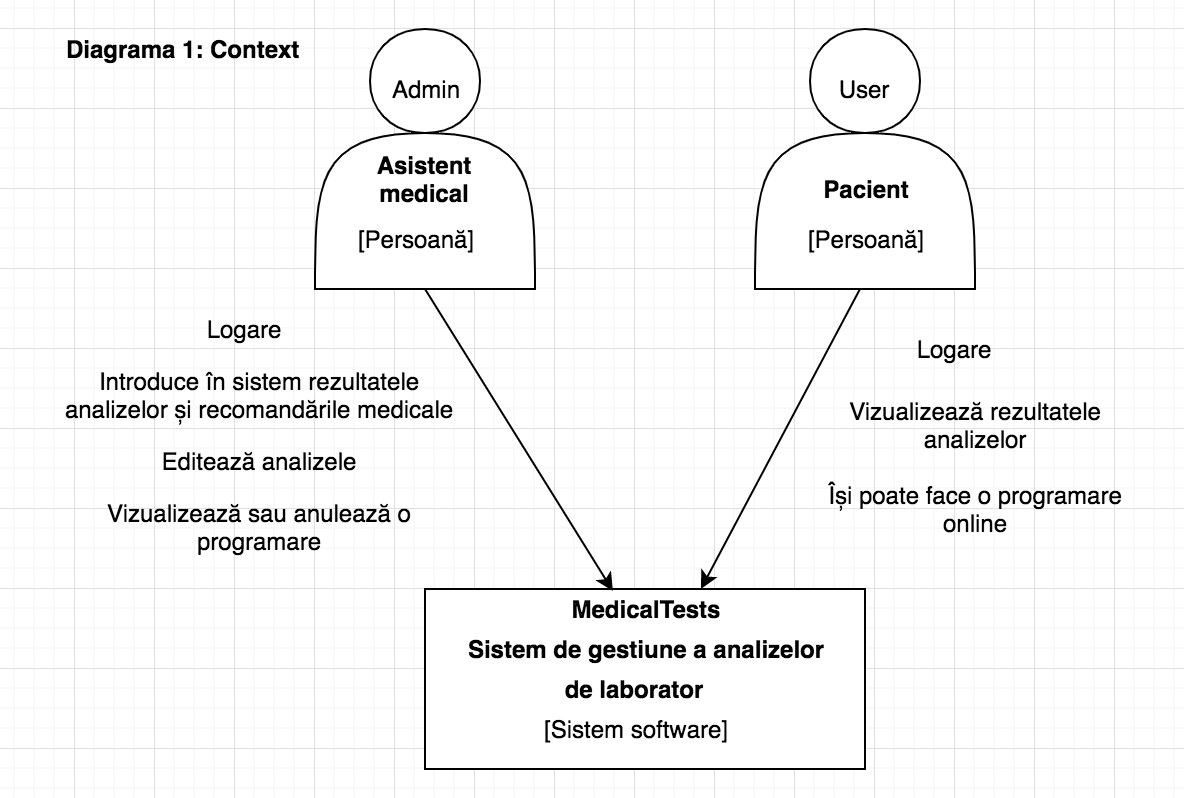 Diagrama 1: Context
Admin
Asistent
medical
[Persoană]
User
Pacient
[Persoană]
Logare
Introduce în sistem rezultatele
analizelor și recomandările medicale
Editează analizele
Vizualizează sau anulează o
programare
Logare
Vizualizează rezultatele
analizelor
Își poate face o programare
online
MedicalTests
Sistem de gestiune a analizelor
de laborator
[Sistem software]